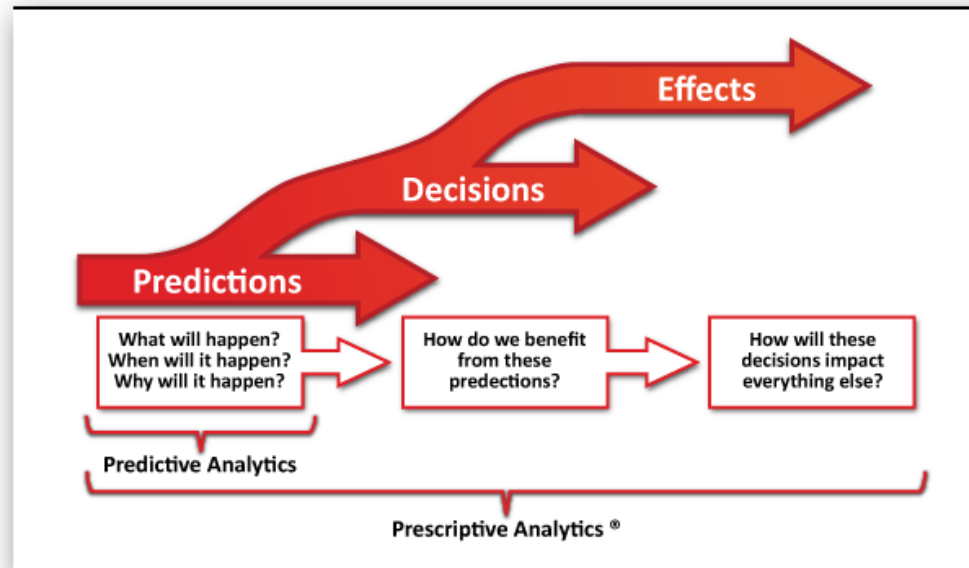 Effects
Decisions
Predictions
What will happen?
When will it happen?
Why will it happen?
How do we benefit
from these
predections?
How will these
decisions impact
everything else?
Predictive Analytics
Prescriptive Analytics ®